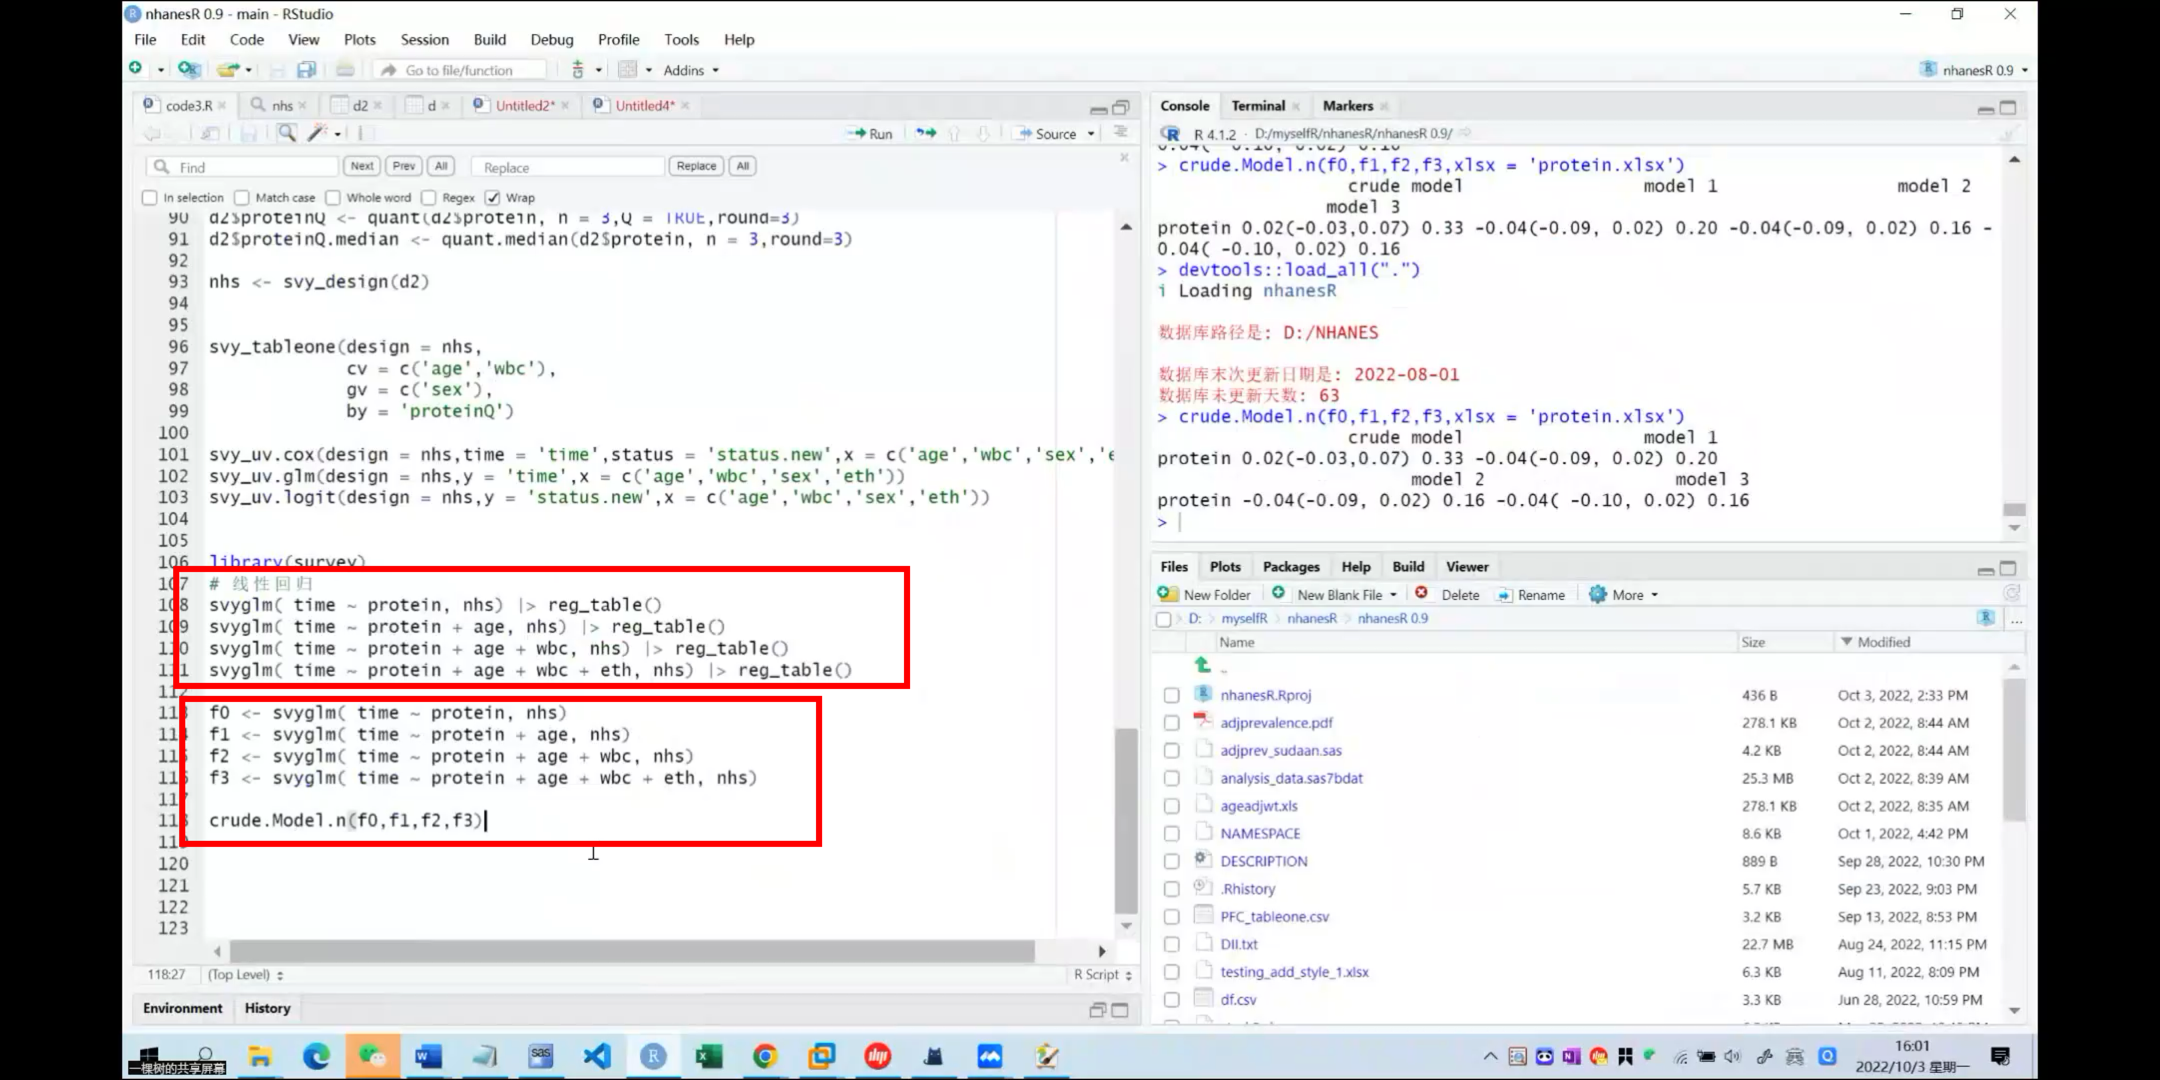 nhanesR 0.9 - main - RStudio
File Edit Code View Plots Session Build Debug Profile Tools Help
Go to file/function
Addins
nhanesR 0.9
code3.R nhs d2 d Untitled2* Untitled4*
Run Source
Find Next Prev All Replace Replace All
In selection Match case Whole word Regex Wrap
90 d2$proteinQ <- quant(d2$protein, n = 3,Q = TRUE,round=3)
91 d2$proteinQ.median <- quant.median(d2$protein, n = 3,round=3)
92
93 nhs <- svy_design(d2)
94
95
96 svy_tableone(design = nhs,
97 cv = c('age','wbc'),
98 gv = c('sex'),
99 by = 'proteinQ')
100
101 svy_uv.cox(design = nhs,time = 'time',status = 'status.new',x = c('age','wbc','sex','e
102 svy_uv.glm(design = nhs,y = 'time',x = c('age','wbc','sex','eth'))
103 svy_uv.logit(design = nhs,y = 'status.new',x = c('age','wbc','sex','eth'))
104
105
106 library(survey)
107 # 线性回归
108 svyglm( time ~ protein, nhs) |> reg_table()
109 svyglm( time ~ protein + age, nhs) |> reg_table()
110 svyglm( time ~ protein + age + wbc, nhs) |> reg_table()
111 svyglm( time ~ protein + age + wbc + eth, nhs) |> reg_table()
112
113 f0 <- svyglm( time ~ protein, nhs)
114 f1 <- svyglm( time ~ protein + age, nhs)
115 f2 <- svyglm( time ~ protein + age + wbc, nhs)
116 f3 <- svyglm( time ~ protein + age + wbc + eth, nhs)
117
118 crude.Model.n(f0,f1,f2,f3)
119
120
121
122
123
118:27 (Top Level) R Script
Environment History
Console Terminal Markers
R 4.1.2 · D:/myselfR/nhanesR/nhanesR 0.9/
0.04( -0.10, 0.02) 0.16
> crude.Model.n(f0,f1,f2,f3,xlsx = 'protein.xlsx')
crude model model 1 model 2
model 3
protein 0.02(-0.03,0.07) 0.33 -0.04(-0.09, 0.02) 0.20 -0.04(-0.09, 0.02) 0.16 -
0.04( -0.10, 0.02) 0.16
> devtools::load_all(".")
i Loading nhanesR
数据库路径是: D:/NHANES
数据库末次更新日期是: 2022-08-01
数据库未更新天数: 63
> crude.Model.n(f0,f1,f2,f3,xlsx = 'protein.xlsx')
crude model model 1
protein 0.02(-0.03,0.07) 0.33 -0.04(-0.09, 0.02) 0.20
model 2 model 3
protein -0.04(-0.09, 0.02) 0.16 -0.04( -0.10, 0.02) 0.16
>
Files Plots Packages Help Build Viewer
New Folder New Blank File Delete Rename More
D: myselfR nhanesR nhanesR 0.9
Name Size Modified
..
nhanesR.Rproj 436 B Oct 3, 2022, 2:33 PM
adjprevalence.pdf 278.1 KB Oct 2, 2022, 8:44 AM
adjprev_sudaan.sas 4.2 KB Oct 2, 2022, 8:42 AM
analysis_data.sas7bdat 25.3 MB Oct 2, 2022, 8:39 AM
ageadjwt.xls 278.1 KB Oct 2, 2022, 8:35 AM
NAMESPACE 8.6 KB Oct 1, 2022, 4:42 PM
DESCRIPTION 889 B Sep 28, 2022, 10:30 PM
.Rhistory 5.7 KB Sep 23, 2022, 9:03 PM
PFC_tableone.csv 3.2 KB Sep 13, 2022, 8:53 PM
DII.txt 22.7 MB Aug 24, 2022, 11:15 PM
testing_add_style_1.xlsx 6.3 KB Aug 11, 2022, 8:09 PM
df.csv 3.3 KB Jun 28, 2022, 10:59 PM
一棵树的共享屏幕
16:01
2022/10/3 星期一